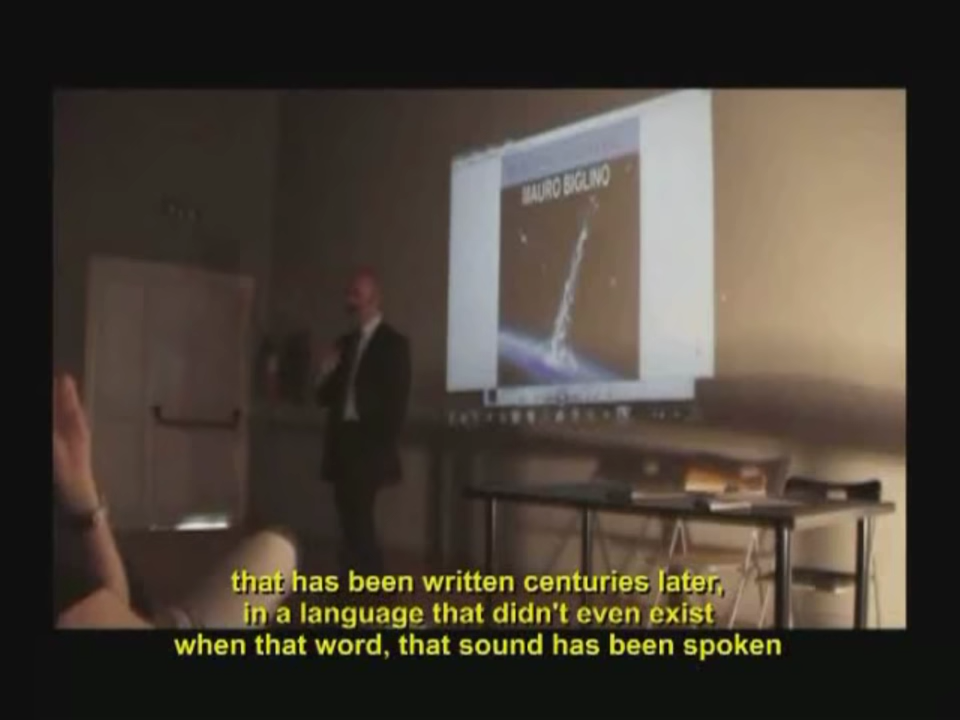 MAURO BIGLINO
that has been written centuries later,
in a language that didn't even exist
when that word, that sound has been spoken